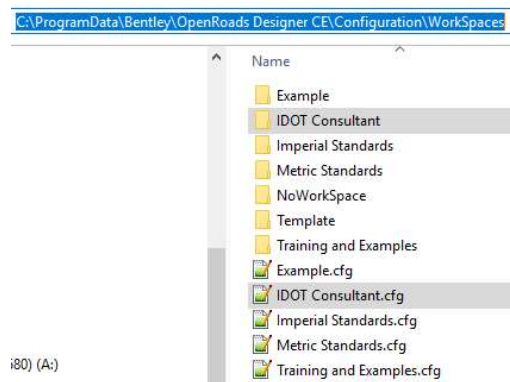 C:\ProgramData\Bentley\OpenRoads Designer CE\Configuration\WorkSpaces
Name
Example
IDOT Consultant
Imperial Standards
Metric Standards
NoWorkSpace
Template
Training and Examples
Example.cfg
IDOT Consultant.cfg
Imperial Standards.cfg
Metric Standards.cfg
Training and Examples.cfg
680) (A:)